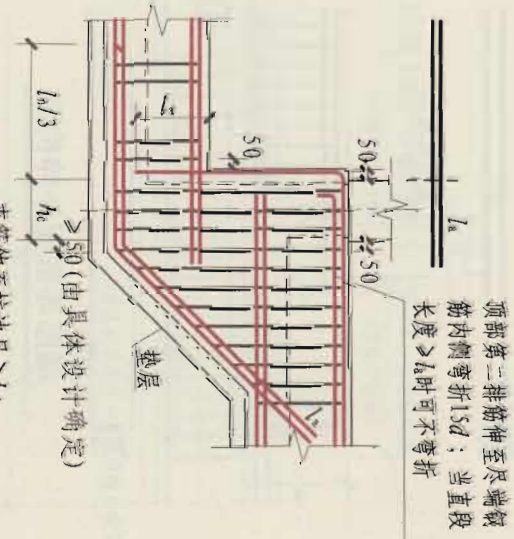 顶部第二排筋伸至尽端钢
筋内侧弯折15d；当直段
长度≥lₐ时可不弯折
lₐ
50
50
50
lₐ
lₐ
垫层
≥50(由具体设计确定)
lₙ/3
h꜀